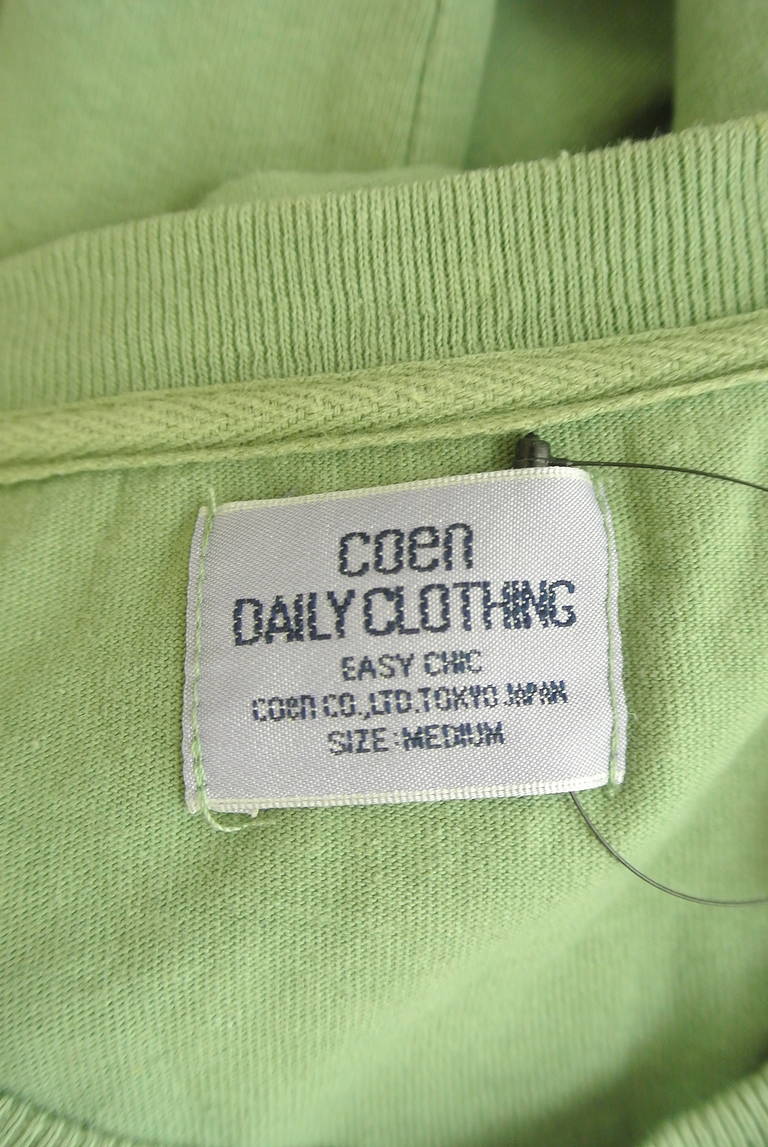 coen
DAILY CLOTHING
EASY CHIC
coen CO.,LTD.TOKYO JAPAN
SIZE:MEDIUM